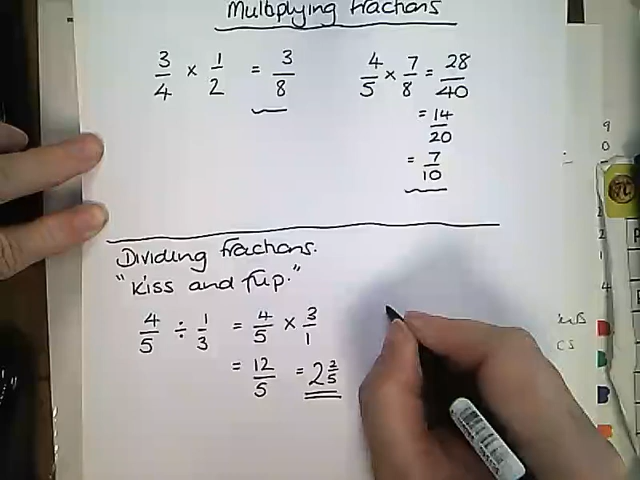 Multiplying fractions
3/4 × 1/2 = 3/8
4/5 × 7/8 = 28/40
= 14/20
= 7/10
Dividing fractions.
"Kiss and flip."
4/5 ÷ 1/3 = 4/5 × 3/1
= 12/5 = 2 2/5